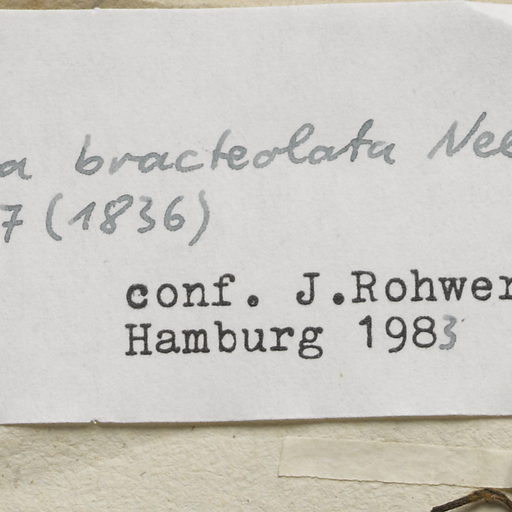 a bracteolata Nee
7 (1836)
conf. J.Rohwer
Hamburg 1983